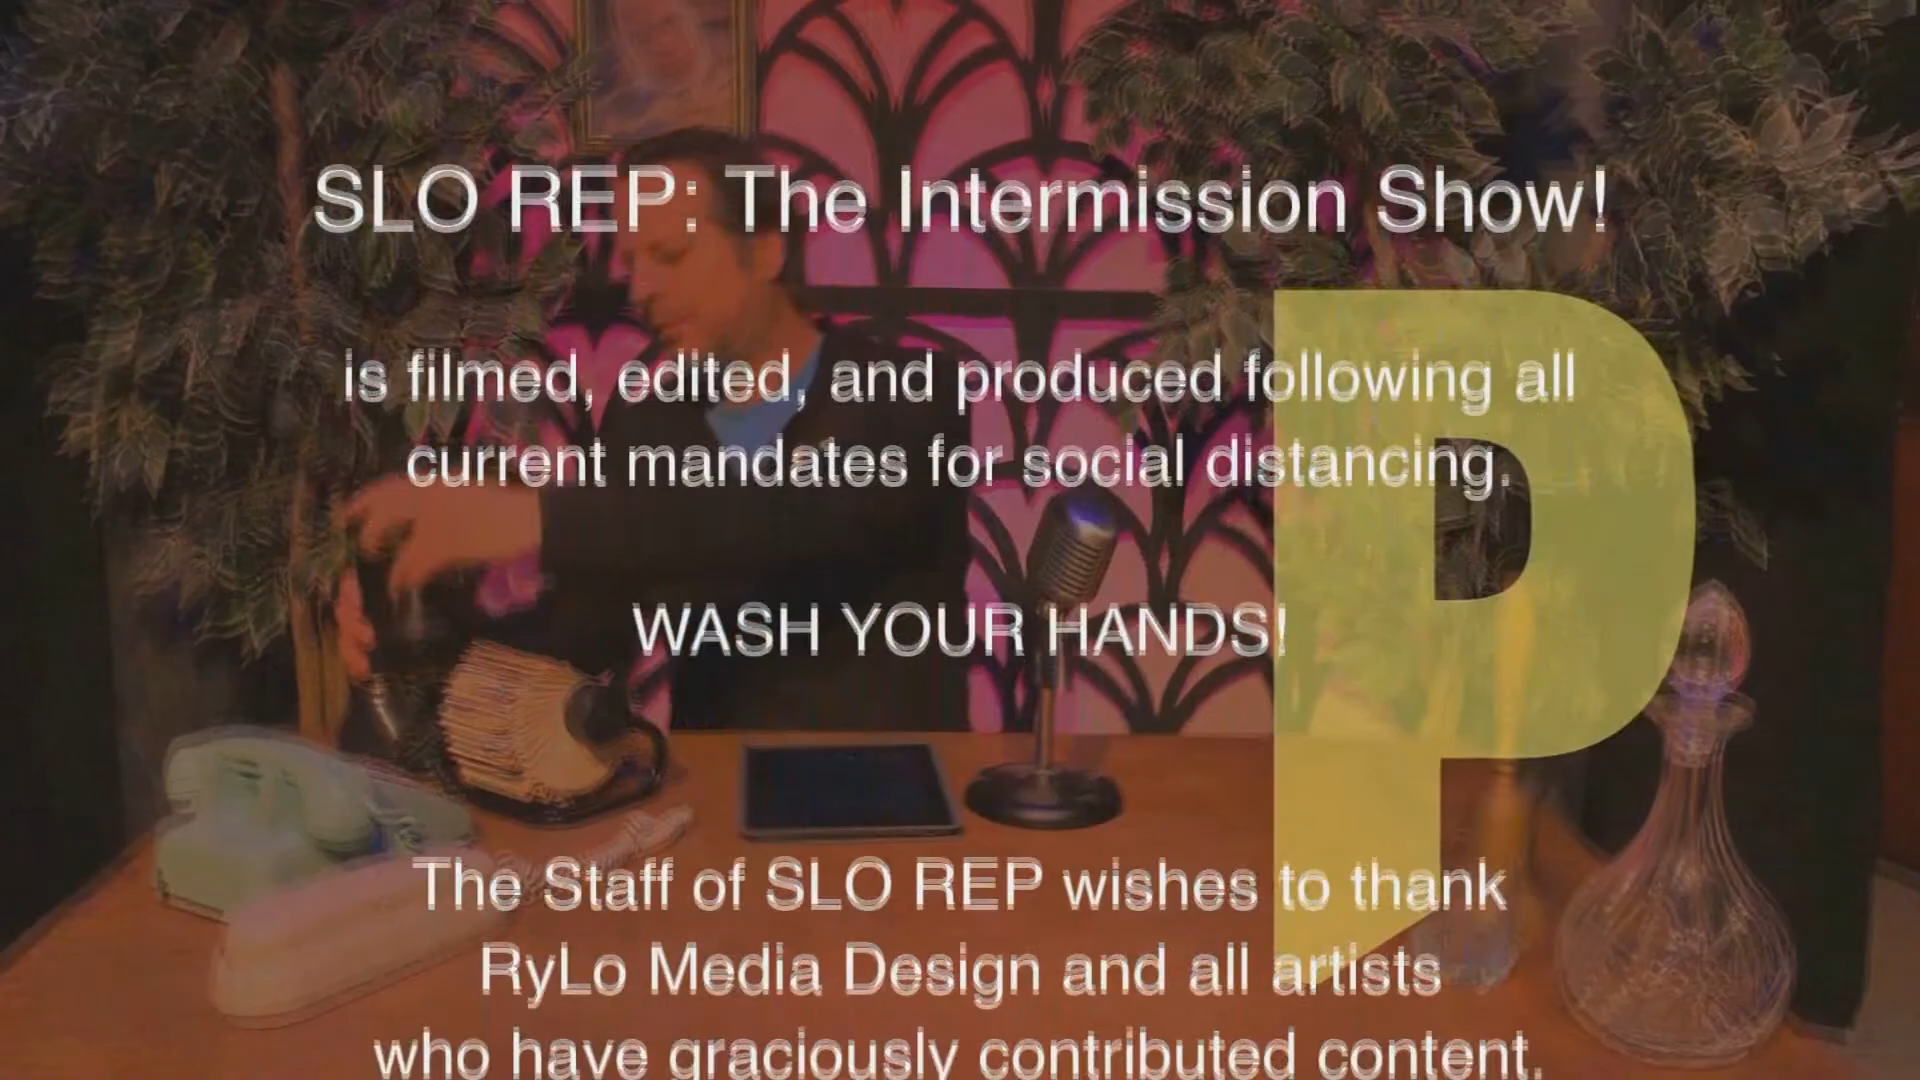 SLO REP: The Intermission Show!
is filmed, edited, and produced following all
current mandates for social distancing.
WASH YOUR HANDS!
P
The Staff of SLO REP wishes to thank
RyLo Media Design and all artists
who have graciously contributed content.